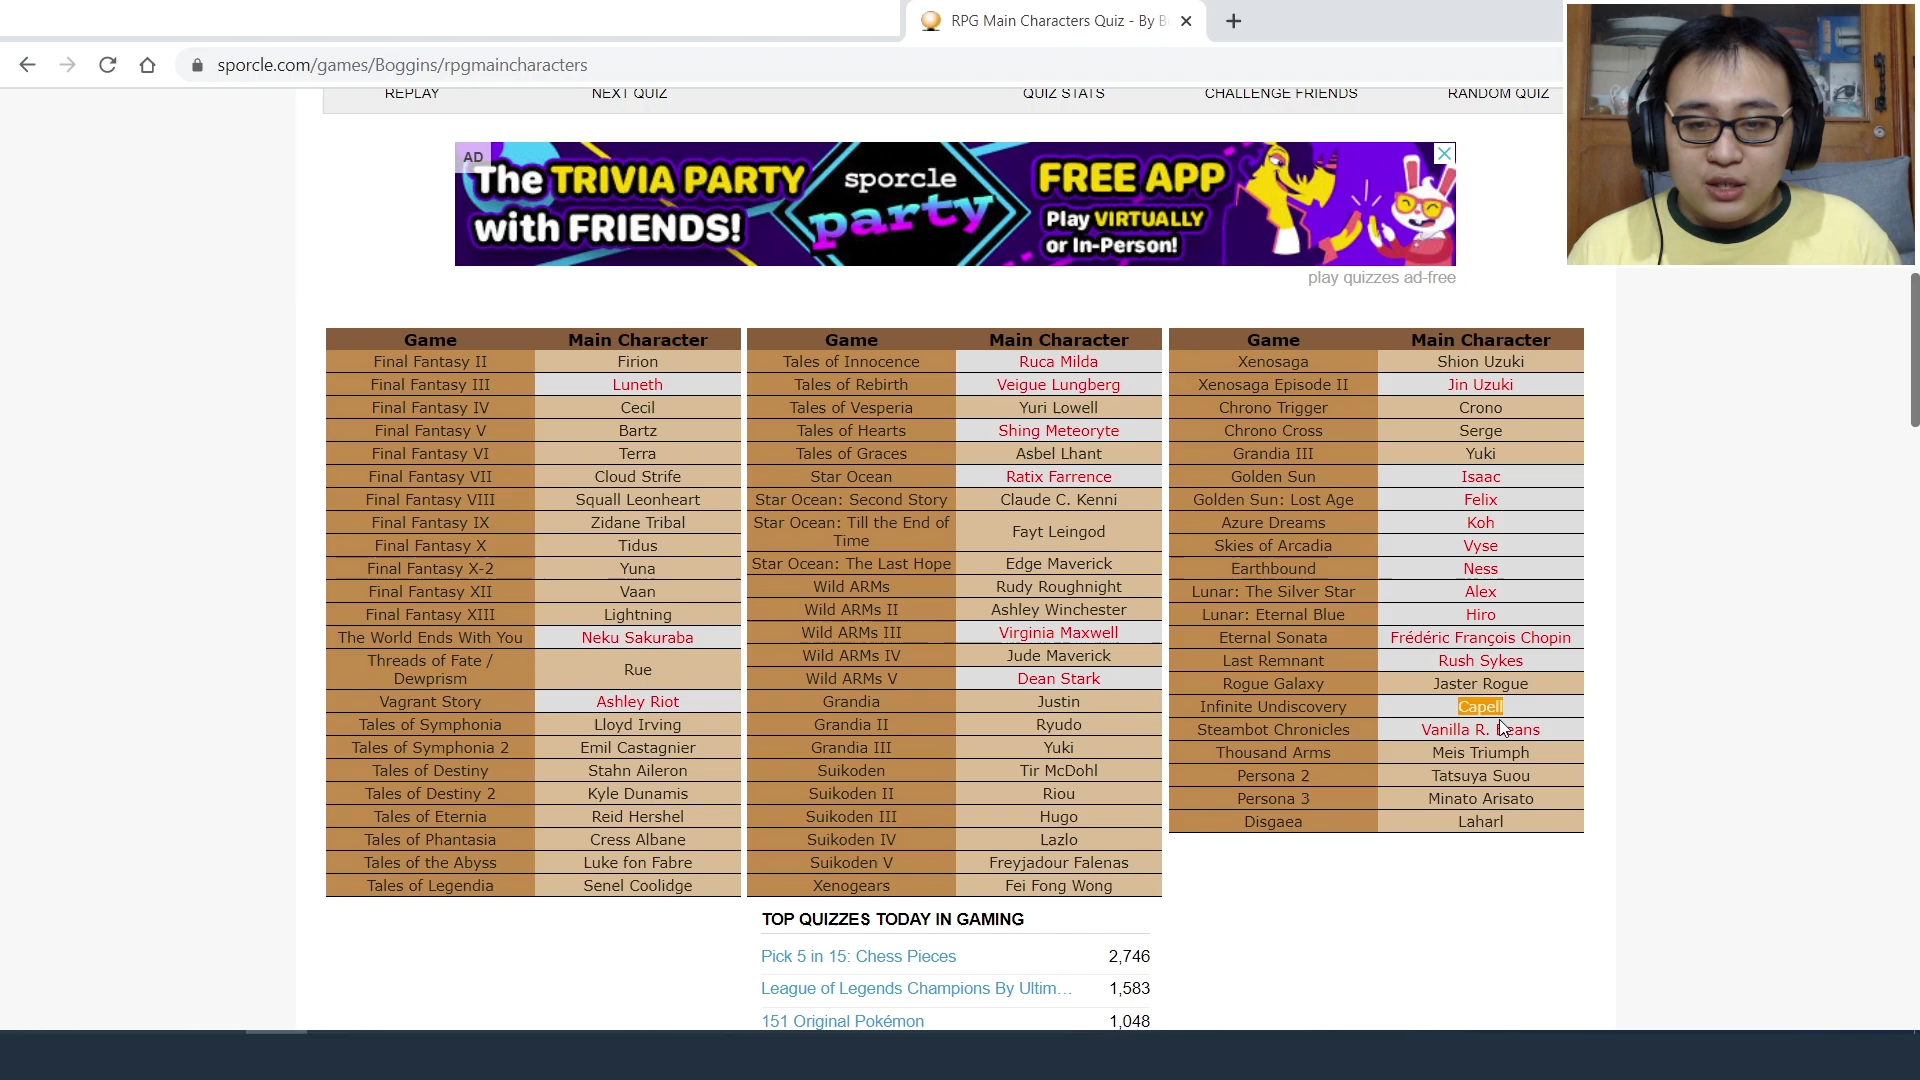 RPG Main Characters Quiz - By B
sporcle.com/games/Boggins/rpgmaincharacters
REPLAY NEXT QUIZ QUIZ STATS CHALLENGE FRIENDS RANDOM QUIZ
AD
The TRIVIA PARTY
with FRIENDS!
sporcle
party
FREE APP
Play VIRTUALLY
or In-Person!
play quizzes ad-free
Game Main Character
Final Fantasy II Firion
Final Fantasy III Luneth
Final Fantasy IV Cecil
Final Fantasy V Bartz
Final Fantasy VI Terra
Final Fantasy VII Cloud Strife
Final Fantasy VIII Squall Leonheart
Final Fantasy IX Zidane Tribal
Final Fantasy X Tidus
Final Fantasy X-2 Yuna
Final Fantasy XII Vaan
Final Fantasy XIII Lightning
The World Ends With You Neku Sakuraba
Threads of Fate /
Dewprism Rue
Vagrant Story Ashley Riot
Tales of Symphonia Lloyd Irving
Tales of Symphonia 2 Emil Castagnier
Tales of Destiny Stahn Aileron
Tales of Destiny 2 Kyle Dunamis
Tales of Eternia Reid Hershel
Tales of Phantasia Cress Albane
Tales of the Abyss Luke fon Fabre
Tales of Legendia Senel Coolidge
Game Main Character
Tales of Innocence Ruca Milda
Tales of Rebirth Veigue Lungberg
Tales of Vesperia Yuri Lowell
Tales of Hearts Shing Meteoryte
Tales of Graces Asbel Lhant
Star Ocean Ratix Farrence
Star Ocean: Second Story Claude C. Kenni
Star Ocean: Till the End of
Time Fayt Leingod
Star Ocean: The Last Hope Edge Maverick
Wild ARMs Rudy Roughnight
Wild ARMs II Ashley Winchester
Wild ARMs III Virginia Maxwell
Wild ARMs IV Jude Maverick
Wild ARMs V Dean Stark
Grandia Justin
Grandia II Ryudo
Grandia III Yuki
Suikoden Tir McDohl
Suikoden II Riou
Suikoden III Hugo
Suikoden IV Lazlo
Suikoden V Freyjadour Falenas
Xenogears Fei Fong Wong
Game Main Character
Xenosaga Shion Uzuki
Xenosaga Episode II Jin Uzuki
Chrono Trigger Crono
Chrono Cross Serge
Grandia III Yuki
Golden Sun Isaac
Golden Sun: Lost Age Felix
Azure Dreams Koh
Skies of Arcadia Vyse
Earthbound Ness
Lunar: The Silver Star Alex
Lunar: Eternal Blue Hiro
Eternal Sonata Frédéric François Chopin
Last Remnant Rush Sykes
Rogue Galaxy Jaster Rogue
Infinite Undiscovery Capell
Steambot Chronicles Vanilla R. Beans
Thousand Arms Meis Triumph
Persona 2 Tatsuya Suou
Persona 3 Minato Arisato
Disgaea Laharl
TOP QUIZZES TODAY IN GAMING
Pick 5 in 15: Chess Pieces 2,746
League of Legends Champions By Ultim... 1,583
151 Original Pokémon 1,048